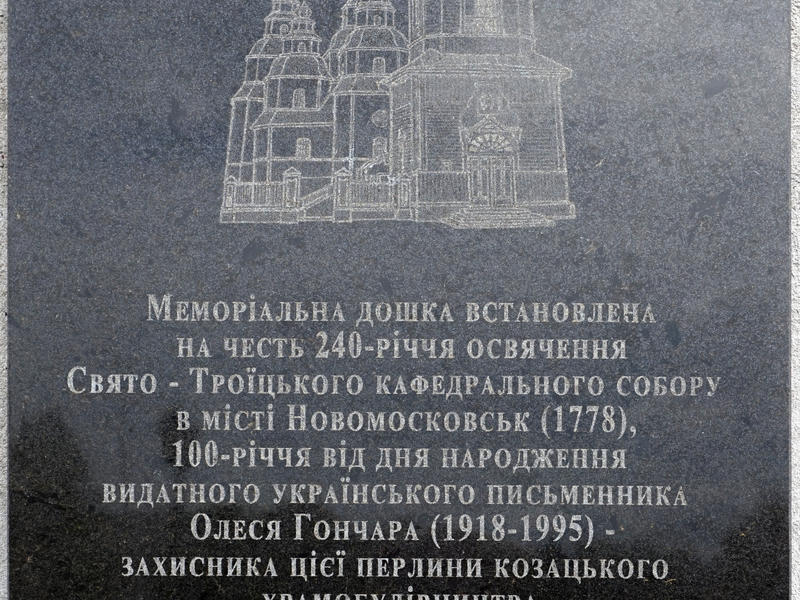 Меморіальна дошка встановлена
на честь 240-річчя освячення
Свято - Троїцького кафедрального собору
в місті Новомосковськ (1778),
100-річчя від дня народження
видатного українського письменника
Олеся Гончара (1918-1995) -
захисника цієї перлини козацького
храмобудівництва